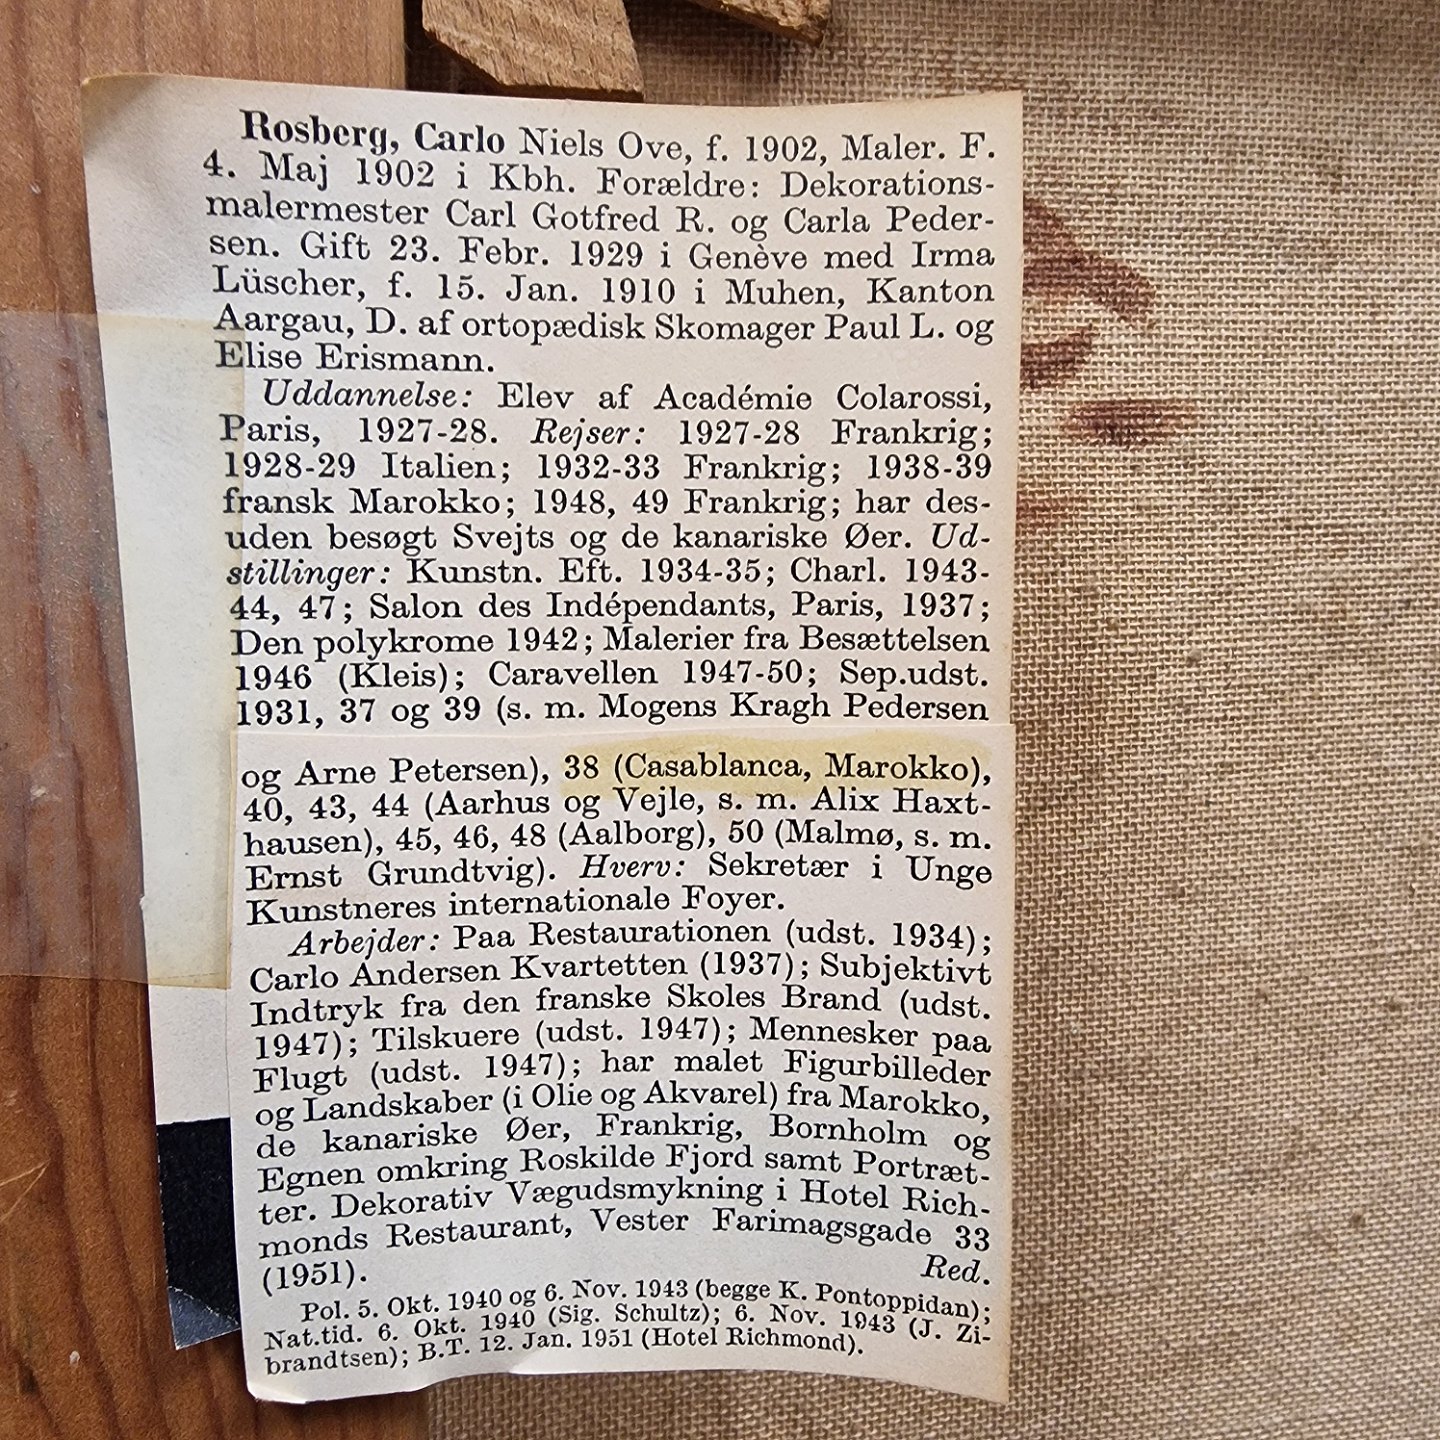 Rosberg, Carlo Niels Ove, f. 1902, Maler. F.
4. Maj 1902 i Kbh. Forældre: Dekorations-
malermester Carl Gotfred R. og Carla Peder-
sen. Gift 23. Febr. 1929 i Genève med Irma
Lüscher, f. 15. Jan. 1910 i Muhen, Kanton
Aargau, D. af ortopædisk Skomager Paul L. og
Elise Erismann.
Uddannelse: Elev af Académie Colarossi,
Paris, 1927-28. Rejser: 1927-28 Frankrig;
1928-29 Italien; 1932-33 Frankrig; 1938-39
fransk Marokko; 1948, 49 Frankrig; har des-
uden besøgt Svejts og de kanariske Øer. Ud-
stillinger: Kunstn. Eft. 1934-35; Charl. 1943-
44, 47; Salon des Indépendants, Paris, 1937;
Den polykrome 1942; Malerier fra Besættelsen
1946 (Kleis); Caravellen 1947-50; Sep.udst.
1931, 37 og 39 (s. m. Mogens Kragh Pedersen
og Arne Petersen), 38 (Casablanca, Marokko),
40, 43, 44 (Aarhus og Vejle, s. m. Alix Haxt-
hausen), 45, 46, 48 (Aalborg), 50 (Malmø, s. m.
Ernst Grundtvig). Hverv: Sekretær i Unge
Kunstneres internationale Foyer.
Arbejder: Paa Restaurationen (udst. 1934);
Carlo Andersen Kvartetten (1937); Subjektivt
Indtryk fra den franske Skoles Brand (udst.
1947); Tilskuere (udst. 1947); Mennesker paa
Flugt (udst. 1947); har malet Figurbilleder
og Landskaber (i Olie og Akvarel) fra Marokko,
de kanariske Øer, Frankrig, Bornholm og
Egnen omkring Roskilde Fjord samt Portræt-
ter. Dekorativ Vægudsmykning i Hotel Rich-
monds Restaurant, Vester Farimagsgade 33
(1951). Red.
Pol. 5. Okt. 1940 og 6. Nov. 1943 (begge K. Pontoppidan);
Nat.tid. 6. Okt. 1940 (Sig. Schultz); 6. Nov. 1943 (J. Zi-
brandtsen); B.T. 12. Jan. 1951 (Hotel Richmond).